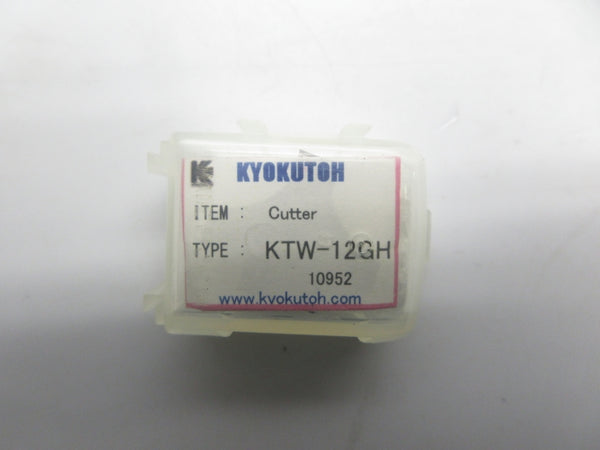 K KYOKUTOH
ITEM : Cutter
TYPE : KTW-12GH
10952
www.kyokutoh.com